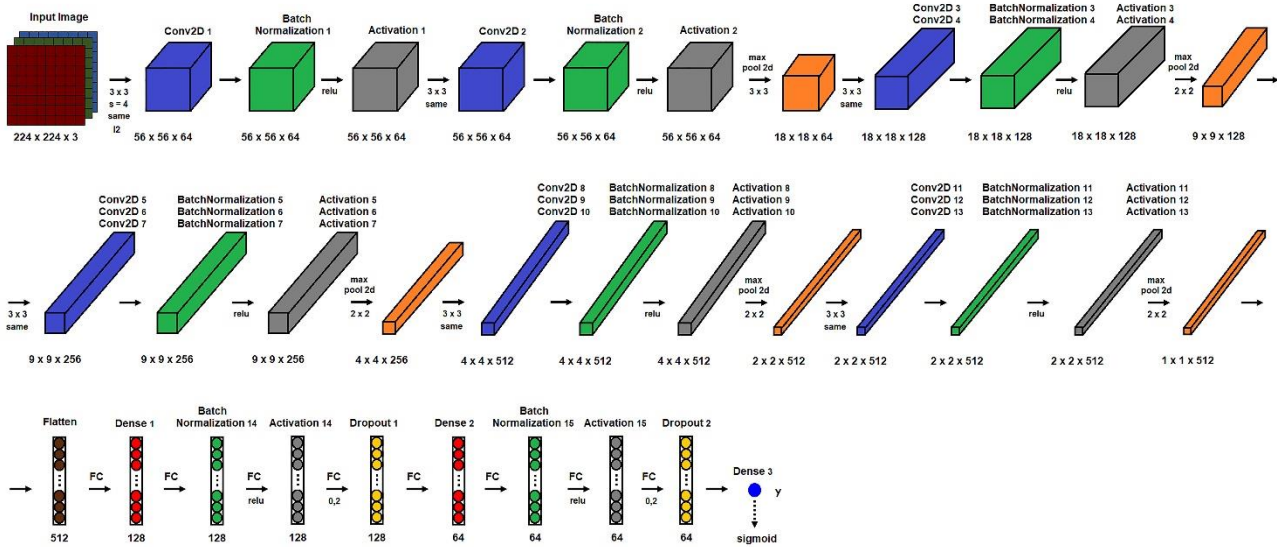 Input Image
Conv2D 1
Batch
Normalization 1
Activation 1
Conv2D 2
Batch
Normalization 2
Activation 2
Conv2D 3
Conv2D 4
BatchNormalization 3
BatchNormalization 4
Activation 3
Activation 4
3 x 3
s = 4
same
l2
relu
3 x 3
same
relu
max
pool 2d
3 x 3
3 x 3
same
relu
max
pool 2d
2 x 2
224 x 224 x 3
56 x 56 x 64
56 x 56 x 64
56 x 56 x 64
56 x 56 x 64
56 x 56 x 64
56 x 56 x 64
18 x 18 x 64
18 x 18 x 128
18 x 18 x 128
18 x 18 x 128
9 x 9 x 128
Conv2D 5
Conv2D 6
Conv2D 7
BatchNormalization 5
BatchNormalization 6
BatchNormalization 7
Activation 5
Activation 6
Activation 7
Conv2D 8
Conv2D 9
Conv2D 10
BatchNormalization 8
BatchNormalization 9
BatchNormalization 10
Activation 8
Activation 9
Activation 10
Conv2D 11
Conv2D 12
Conv2D 13
BatchNormalization 11
BatchNormalization 12
BatchNormalization 13
Activation 11
Activation 12
Activation 13
3 x 3
same
relu
max
pool 2d
2 x 2
3 x 3
same
relu
max
pool 2d
2 x 2
3 x 3
same
relu
max
pool 2d
2 x 2
9 x 9 x 256
9 x 9 x 256
9 x 9 x 256
4 x 4 x 256
4 x 4 x 512
4 x 4 x 512
4 x 4 x 512
2 x 2 x 512
2 x 2 x 512
2 x 2 x 512
2 x 2 x 512
1 x 1 x 512
Flatten
Dense 1
Batch
Normalization 14
Activation 14
Dropout 1
Dense 2
Batch
Normalization 15
Activation 15
Dropout 2
Dense 3
FC
FC
FC
relu
FC
0,2
FC
FC
FC
relu
FC
0,2
y
512
128
128
128
128
64
64
64
64
sigmoid